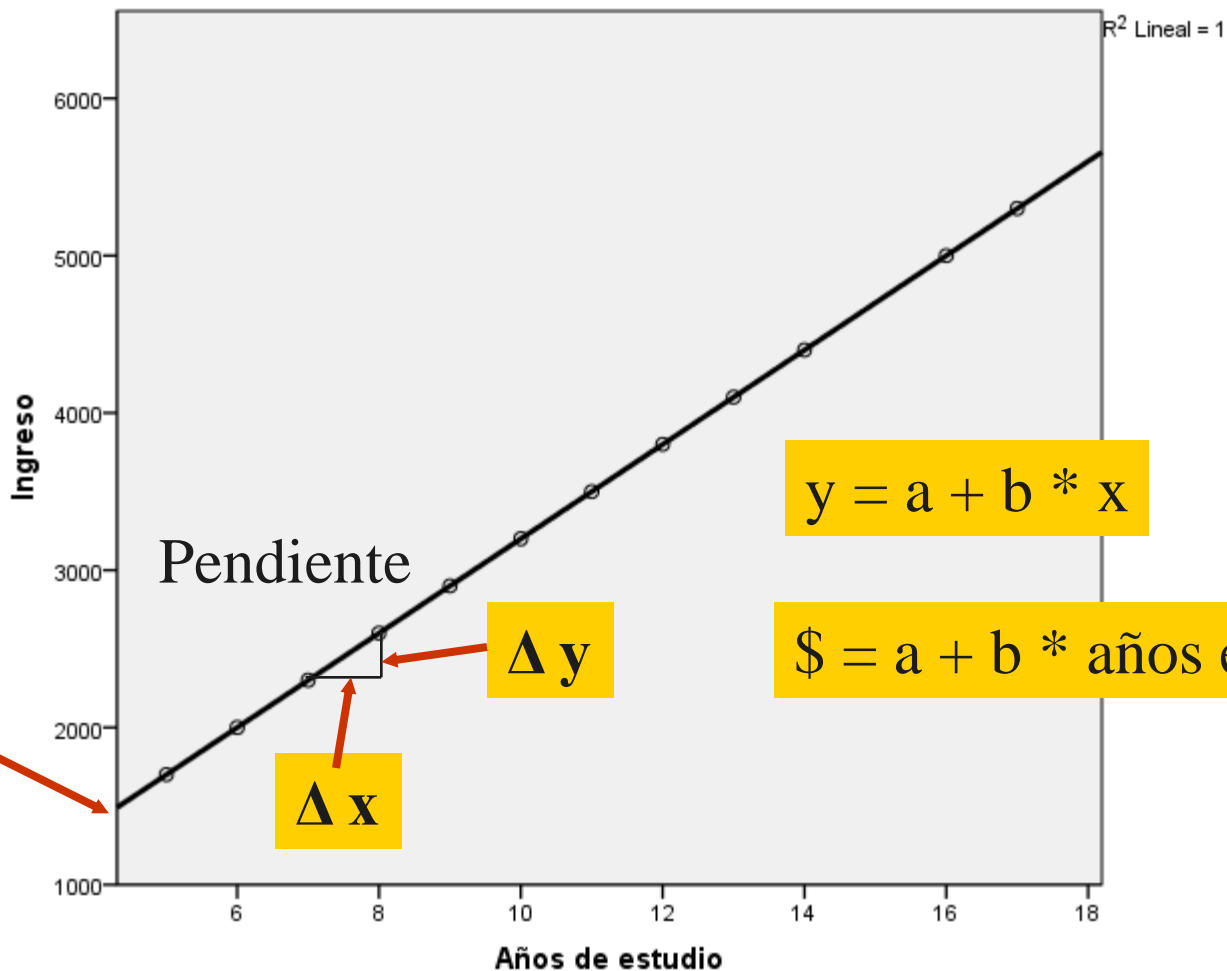 R² Lineal = 1
6000
5000
4000
3000
2000
1000
Ingreso
Pendiente
y = a + b * x
Δ y
$ = a + b * años
Δ x
6 8 10 12 14 16 18
Años de estudio